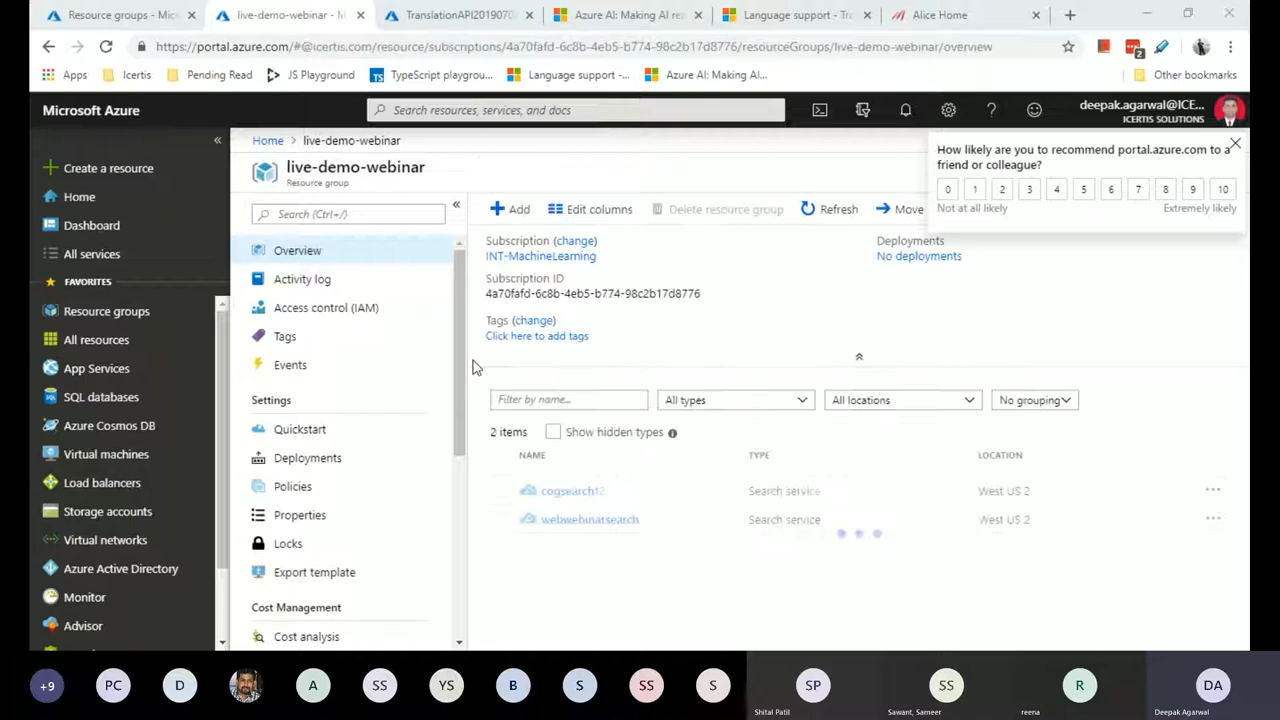 Resource groups - Micr
live-demo-webinar - M
TranslationAPI20190703
Azure AI: Making AI rea
Language support - Tra
Alice Home
https://portal.azure.com/#@icertis.com/resource/subscriptions/4a70fafd-6c8b-4eb5-b774-98c2b17d8776/resourceGroups/live-demo-webinar/overview
2
Apps
Icertis
Pending Read
JS Playground
TS
TypeScript playgrou...
Language support -...
Azure AI: Making AI...
Other bookmarks
Microsoft Azure
Search resources, services, and docs
deepak.agarwal@ICE...
ICERTIS SOLUTIONS
Create a resource
Home
Dashboard
All services
FAVORITES
Resource groups
All resources
App Services
SQL databases
Azure Cosmos DB
Virtual machines
Load balancers
Storage accounts
Virtual networks
Azure Active Directory
Monitor
Advisor
Home > live-demo-webinar
live-demo-webinar
Resource group
Search (Ctrl+/)
Overview
Activity log
Access control (IAM)
Tags
Events
Settings
Quickstart
Deployments
Policies
Properties
Locks
Export template
Cost Management
Cost analysis
Add
Edit columns
Delete resource group
Refresh
Move
How likely are you to recommend portal.azure.com to a
friend or colleague?
0 1 2 3 4 5 6 7 8 9 10
Not at all likely
Extremely likely
Subscription (change)
INT-MachineLearning
Subscription ID
4a70fafd-6c8b-4eb5-b774-98c2b17d8776
Tags (change)
Click here to add tags
Deployments
No deployments
Filter by name...
All types
All locations
No grouping
2 items
Show hidden types
NAME TYPE LOCATION
cogsearch12 Search service West US 2
webwebinarsearch Search service West US 2
+9
PC
D
A
SS
YS
B
S
SS
S
SP
Shital Patil
SS
Sawant, Sameer
R
reena
DA
Deepak Agarwal